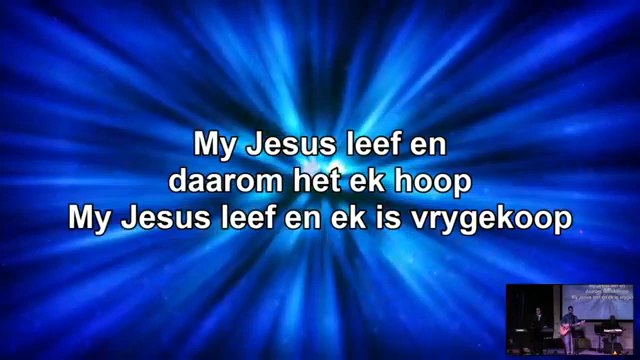 My Jesus leef en
daarom het ek hoop
My Jesus leef en ek is vrygekoop